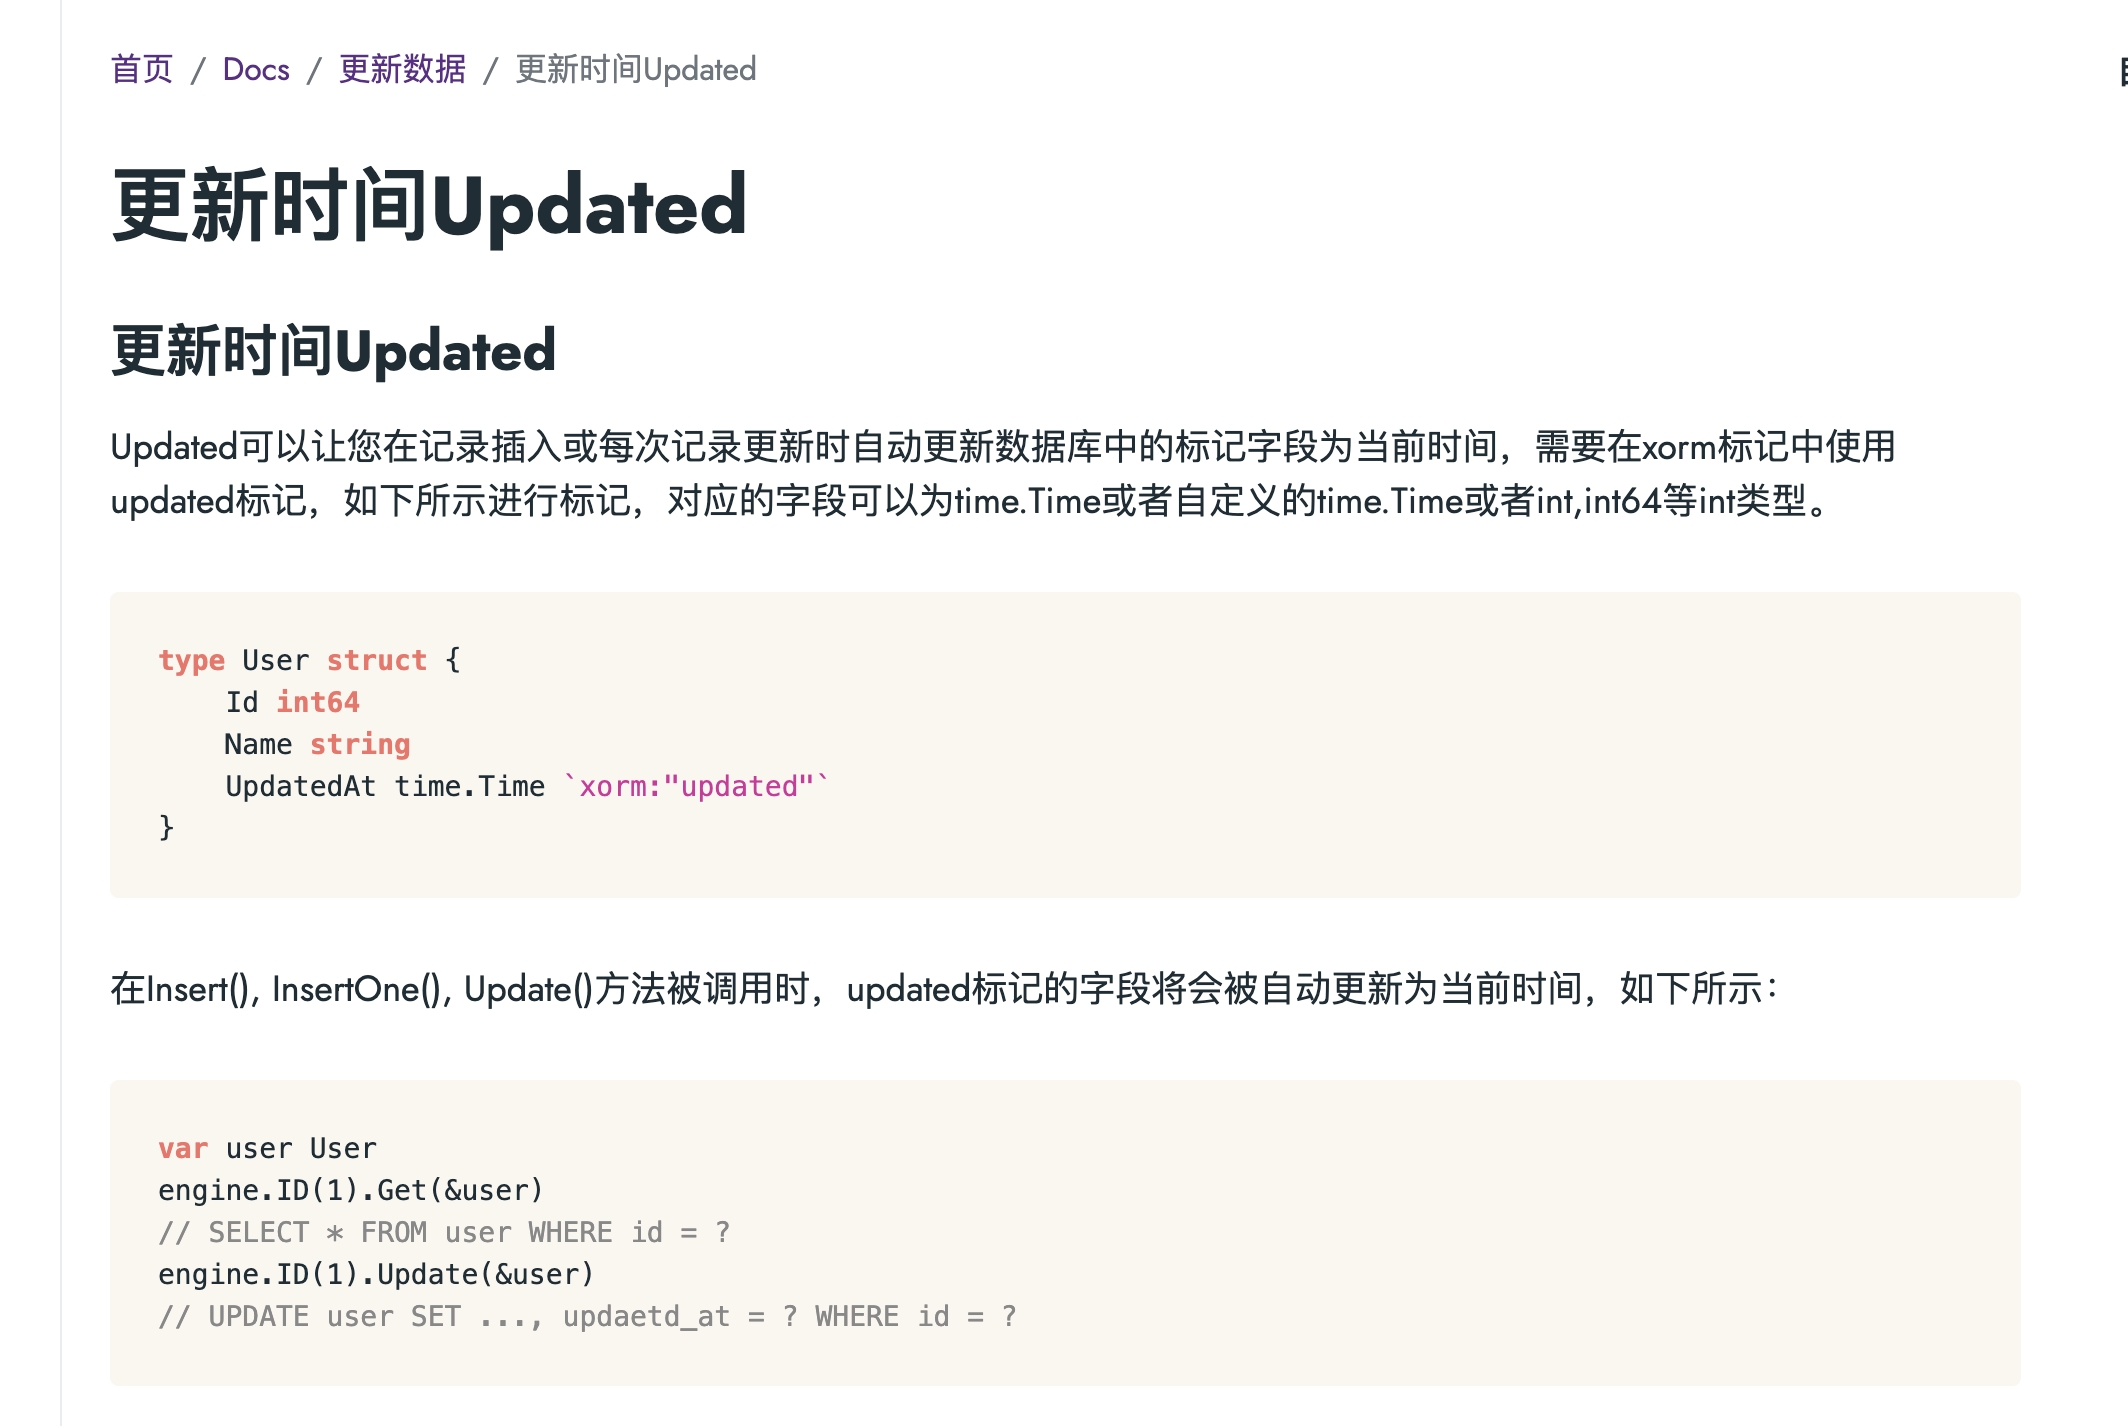 首页 / Docs / 更新数据 / 更新时间Updated
更新时间Updated
更新时间Updated
Updated可以让您在记录插入或每次记录更新时自动更新数据库中的标记字段为当前时间，需要在xorm标记中使用
updated标记，如下所示进行标记，对应的字段可以为time.Time或者自定义的time.Time或者int,int64等int类型。
type User struct {
    Id int64
    Name string
    UpdatedAt time.Time `xorm:"updated"`
}
在Insert(), InsertOne(), Update()方法被调用时，updated标记的字段将会被自动更新为当前时间，如下所示：
var user User
engine.ID(1).Get(&user)
// SELECT * FROM user WHERE id = ?
engine.ID(1).Update(&user)
// UPDATE user SET ..., updaetd_at = ? WHERE id = ?